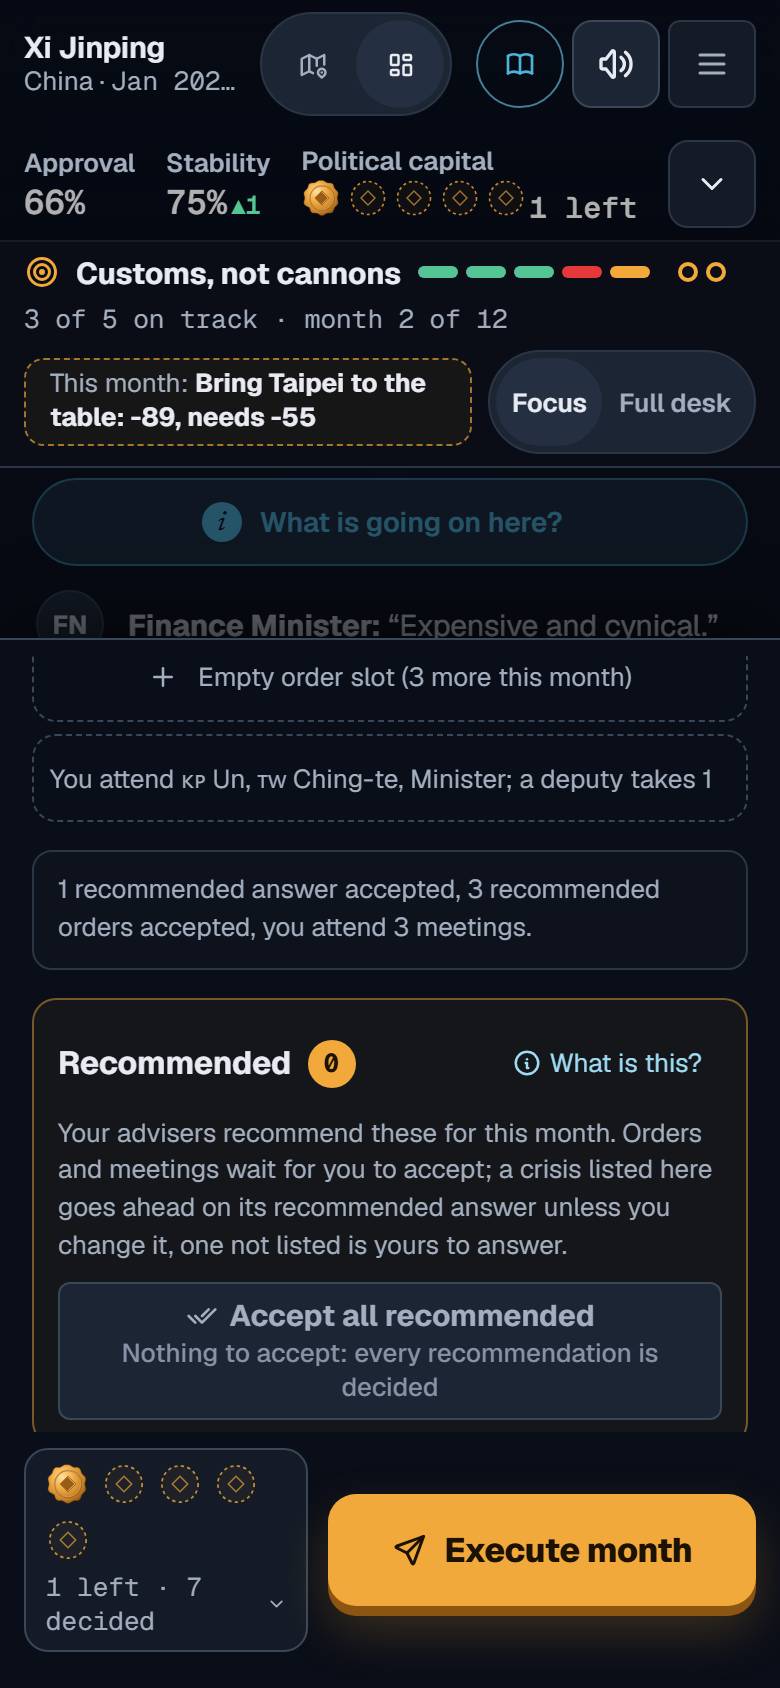 Xi Jinping
China · Jan 202…
Approval
66%
Stability
75%▲1
Political capital
1 left
Customs, not cannons
3 of 5 on track · month 2 of 12
This month: Bring Taipei to the
table: -89, needs -55
Focus
Full desk
What is going on here?
FN
Finance Minister: “Expensive and cynical.”
Empty order slot (3 more this month)
You attend KP Un, TW Ching-te, Minister; a deputy takes 1
1 recommended answer accepted, 3 recommended
orders accepted, you attend 3 meetings.
Recommended 0
What is this?
Your advisers recommend these for this month. Orders
and meetings wait for you to accept; a crisis listed here
goes ahead on its recommended answer unless you
change it, one not listed is yours to answer.
Accept all recommended
Nothing to accept: every recommendation is
decided
1 left · 7
decided
Execute month